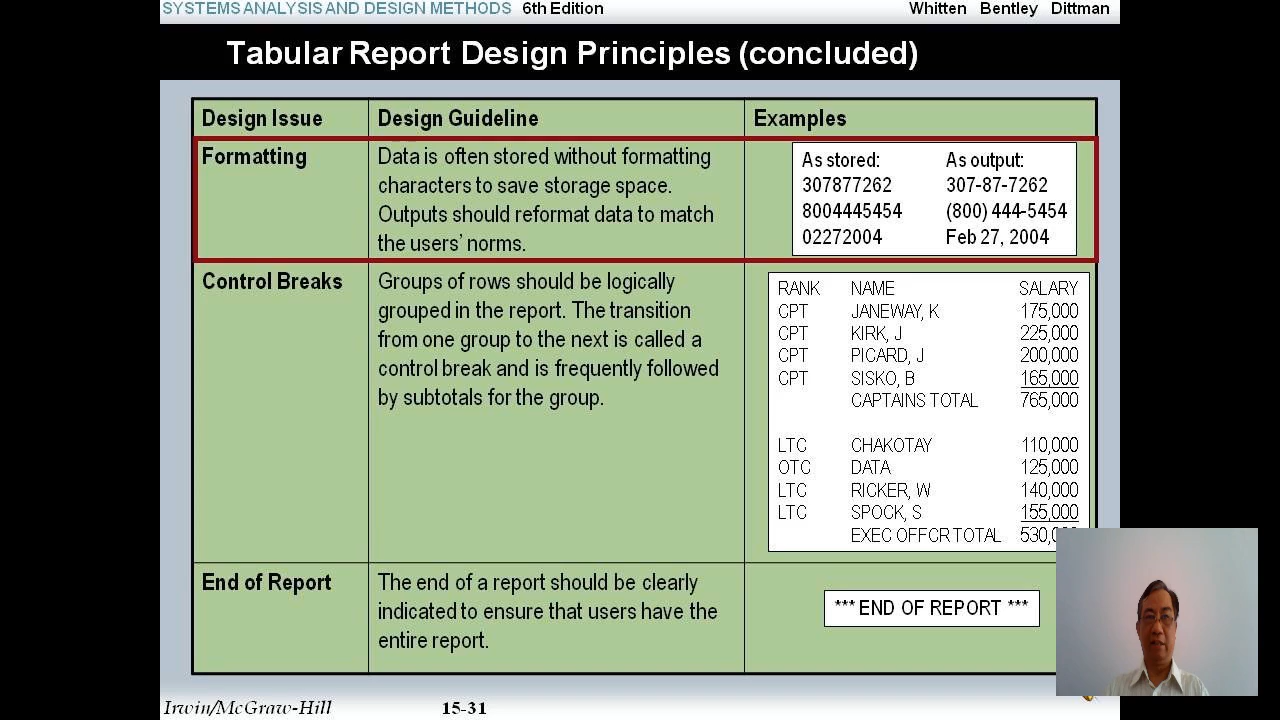 SYSTEMS ANALYSIS AND DESIGN METHODS 6th Edition Whitten Bentley Dittman
Tabular Report Design Principles (concluded)
Design Issue Design Guideline Examples
Formatting
Data is often stored without formatting
characters to save storage space.
Outputs should reformat data to match
the users' norms.
As stored: As output:
307877262 307-87-7262
8004445454 (800) 444-5454
02272004 Feb 27, 2004
Control Breaks
Groups of rows should be logically
grouped in the report. The transition
from one group to the next is called a
control break and is frequently followed
by subtotals for the group.
RANK NAME SALARY
CPT JANEWAY, K 175,000
CPT KIRK, J 225,000
CPT PICARD, J 200,000
CPT SISKO, B 165,000
CAPTAINS TOTAL 765,000
LTC CHAKOTAY 110,000
OTC DATA 125,000
LTC RICKER, W 140,000
LTC SPOCK, S 155,000
EXEC OFFCR TOTAL
End of Report
The end of a report should be clearly
indicated to ensure that users have the
entire report.
*** END OF REPORT ***
Irwin/McGraw-Hill 15-31